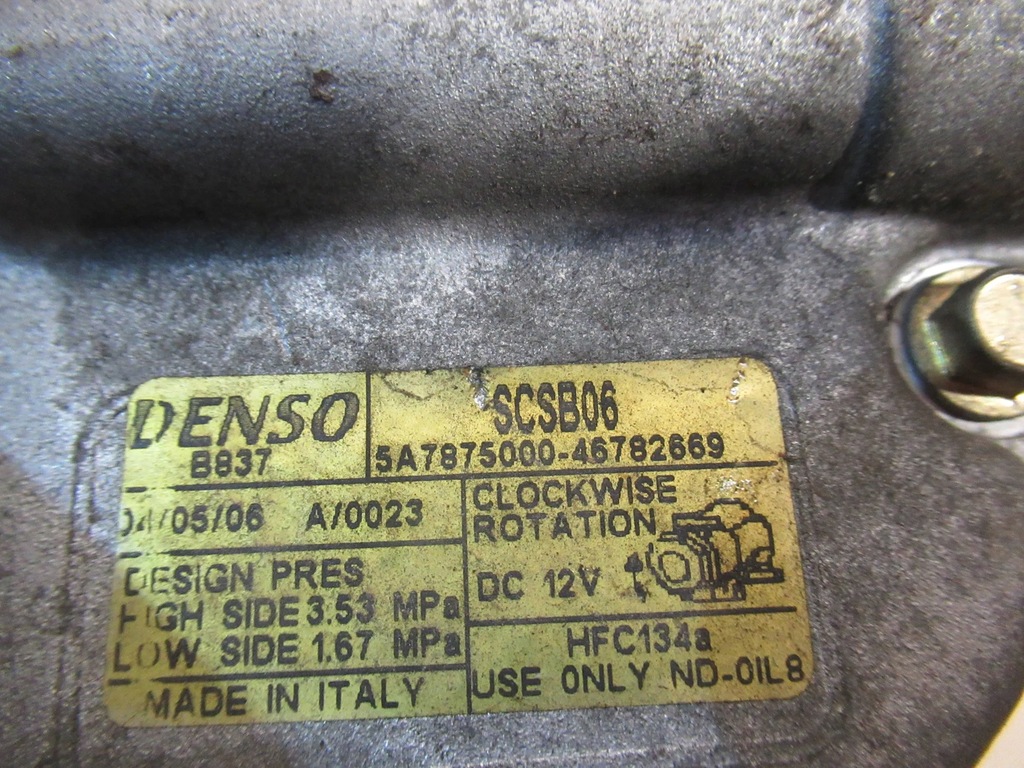 DENSO
B837
SCSB06
5A7875000-46782669
04/05/06 A/0023
CLOCKWISE
ROTATION
DC 12V
DESIGN PRES
HIGH SIDE 3.53 MPa
LOW SIDE 1.67 MPa
HFC134a
USE ONLY ND-OIL8
MADE IN ITALY